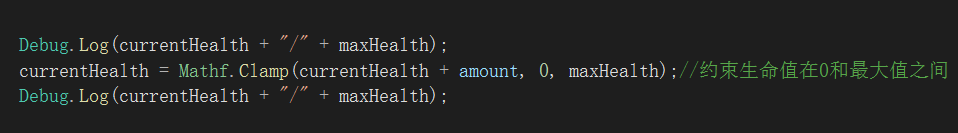 Debug.Log(currentHealth + "/" + maxHealth);
currentHealth = Mathf.Clamp(currentHealth + amount, 0, maxHealth);//约束生命值在0和最大值之间
Debug.Log(currentHealth + "/" + maxHealth);